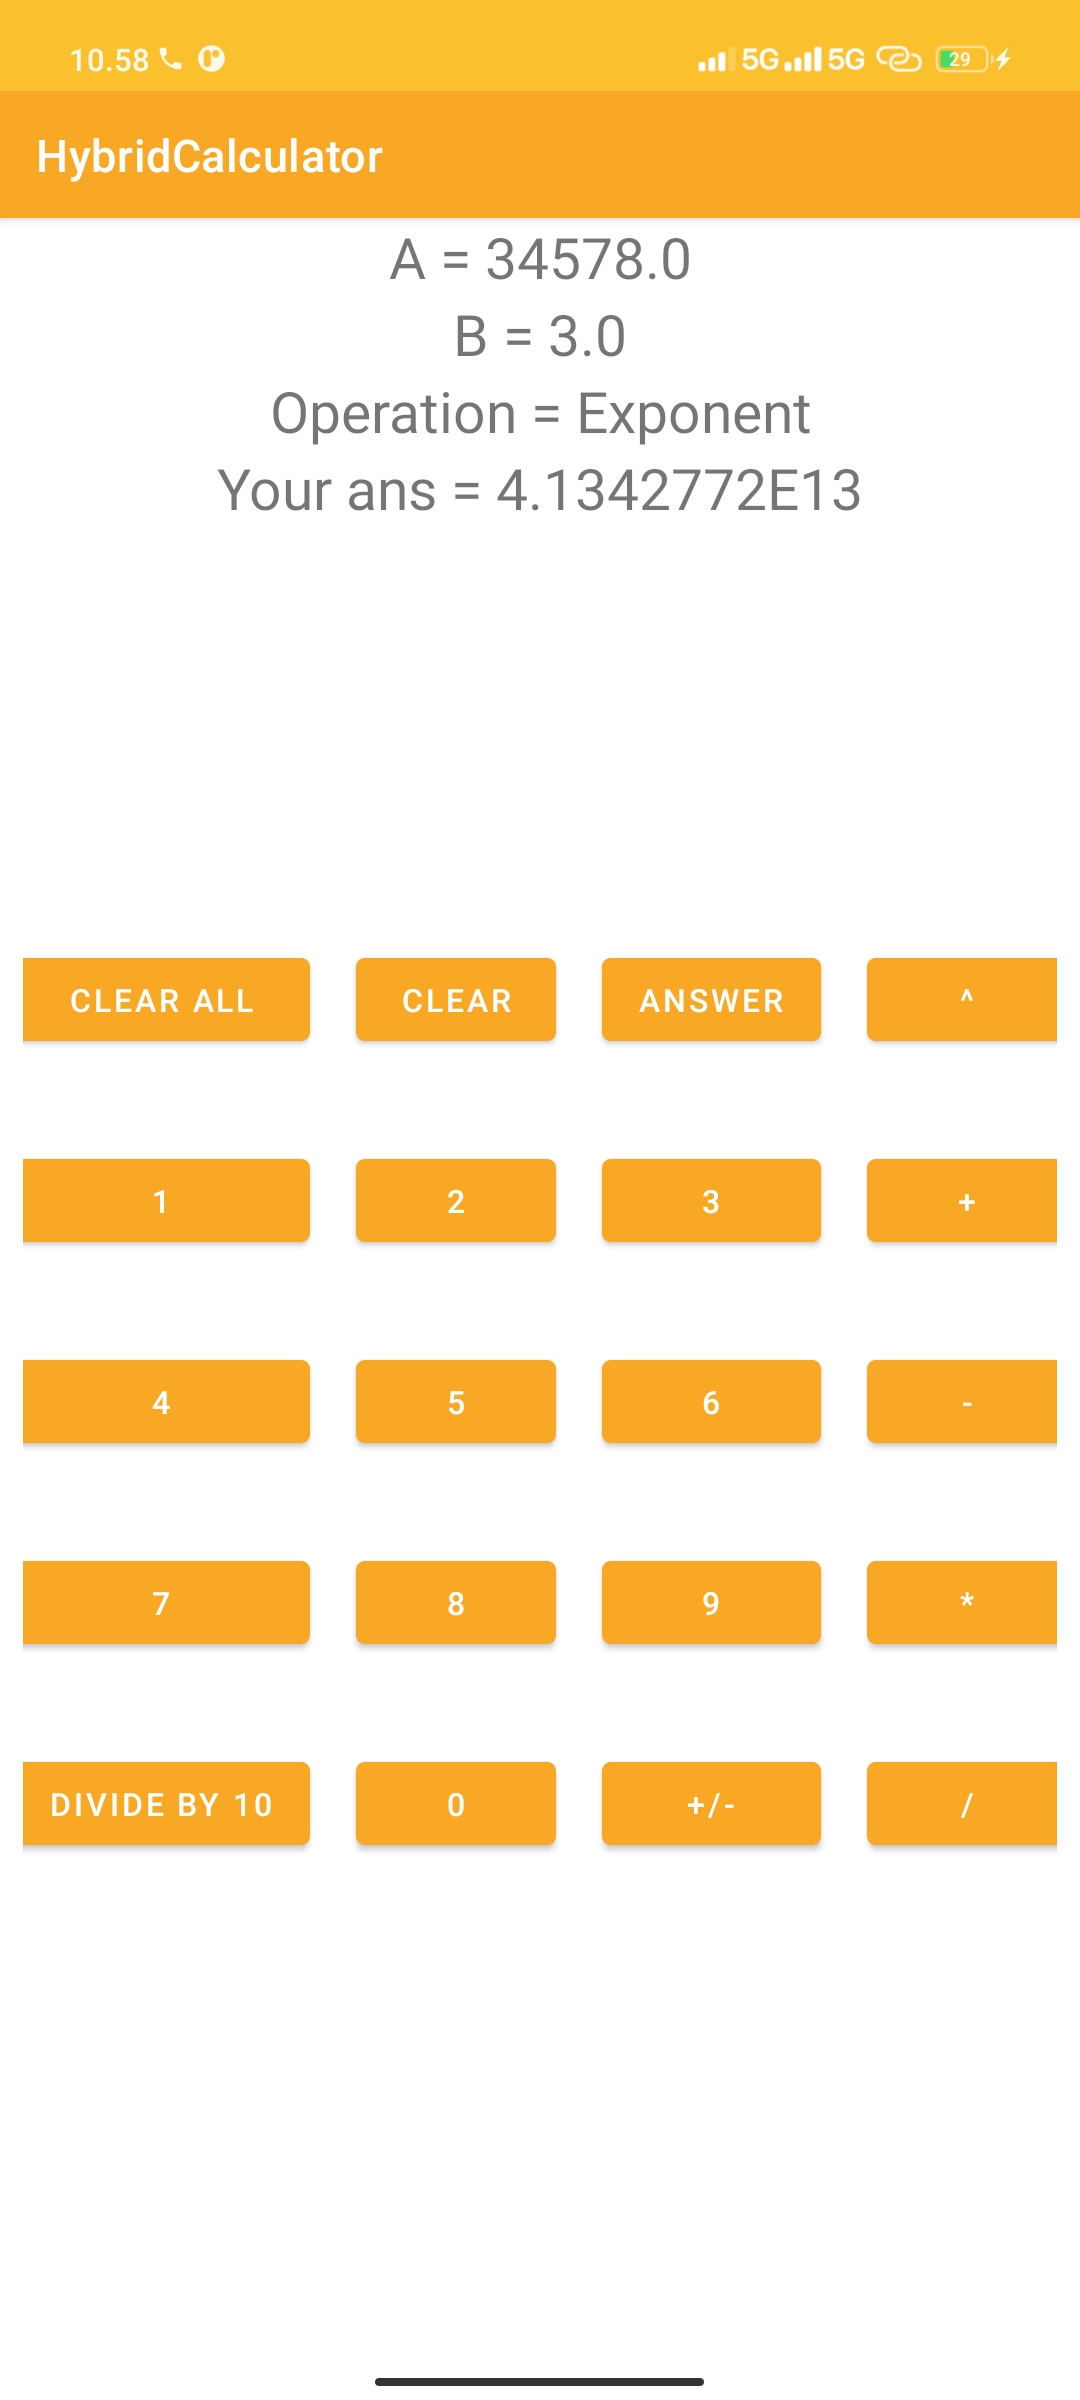 10.58 5G 5G 29
HybridCalculator
A = 34578.0
B = 3.0
Operation = Exponent
Your ans = 4.1342772E13
CLEAR ALL CLEAR ANSWER ^
1 2 3 +
4 5 6 -
7 8 9 *
DIVIDE BY 10 0 +/- /